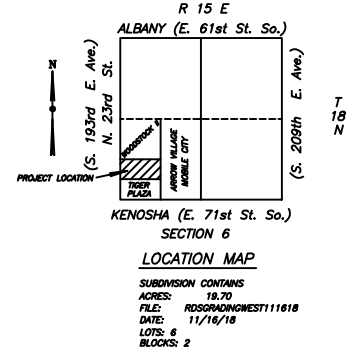 R 15 E
ALBANY (E. 61st St. So.)
N
(S. 193rd E. Ave.)
N. 23rd St.
(S. 209th E. Ave)
T
18
N
WOODSTOCK II
PROJECT LOCATION
TIGER
PLAZA
ARROW VILLAGE
MOBILE CITY
KENOSHA (E. 71st St. So.)
SECTION 6
LOCATION MAP
SUBDIVISION CONTAINS
ACRES: 19.70
FILE: RDSGRADINGWEST111618
DATE: 11/16/18
LOTS: 6
BLOCKS: 2